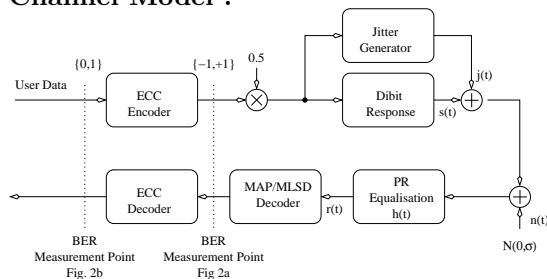 Channel Model :
Jitter
Generator
{0,1}
{−1,+1}
0.5
User Data
j(t)
ECC
Encoder
Dibit
Response
s(t)
ECC
Decoder
MAP/MLSD
Decoder
r(t)
PR
Equalisation
h(t)
n(t)
N(0,σ)
BER
Measurement Point
Fig. 2b
BER
Measurement Point
Fig 2a